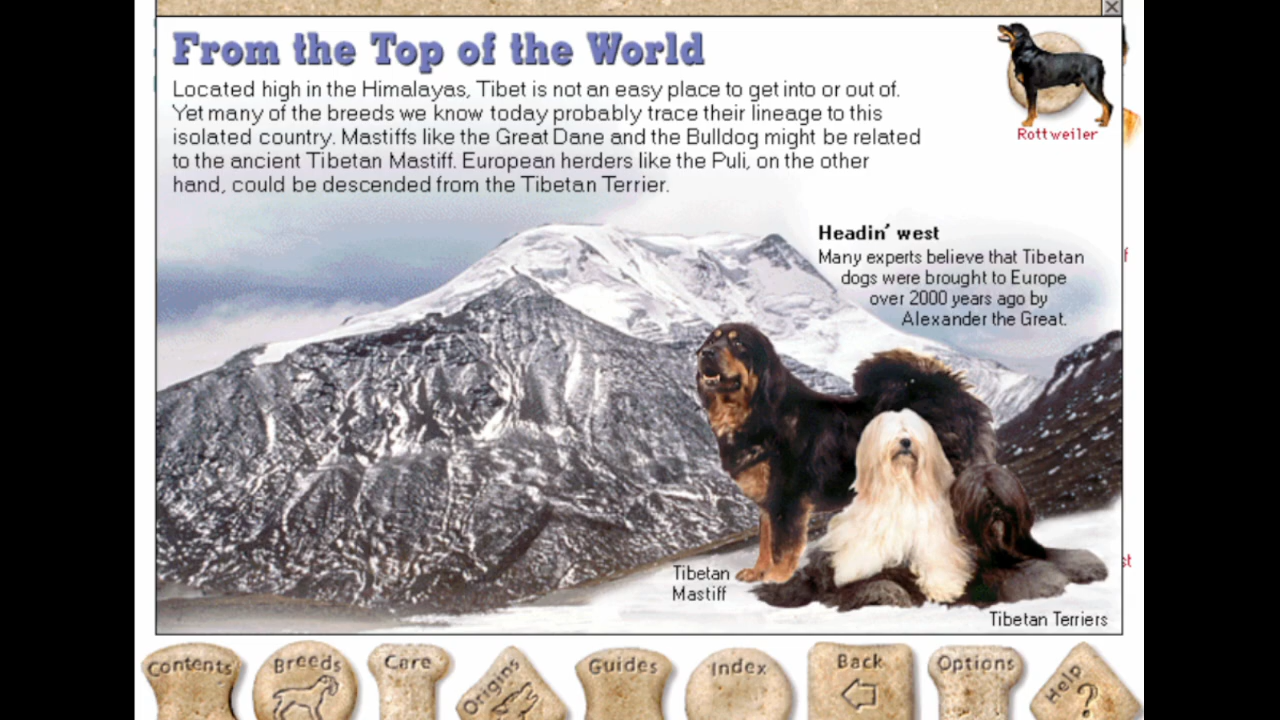 From the Top of the World
Located high in the Himalayas, Tibet is not an easy place to get into or out of.
Yet many of the breeds we know today probably trace their lineage to this
isolated country. Mastiffs like the Great Dane and the Bulldog might be related
to the ancient Tibetan Mastiff. European herders like the Puli, on the other
hand, could be descended from the Tibetan Terrier.
Rottweiler
Headin' west
Many experts believe that Tibetan
dogs were brought to Europe
over 2000 years ago by
Alexander the Great.
Tibetan
Mastiff
Tibetan Terriers
Contents
Breeds
Care
Origins
Guides
Index
Back
Options
Help
?